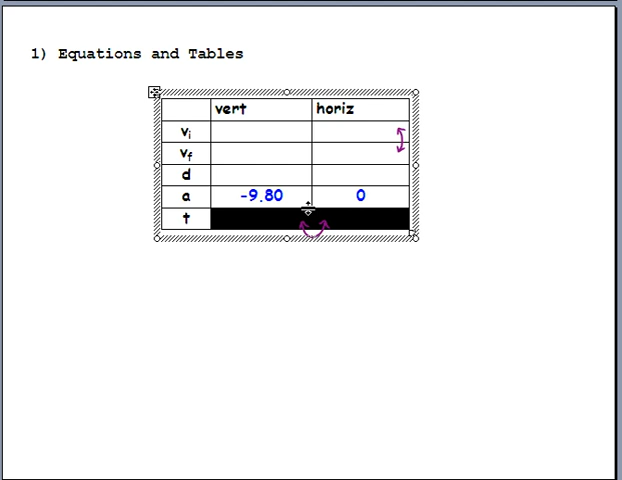 1) Equations and Tables
vert horiz
vi
vf
d
a -9.80 0
t